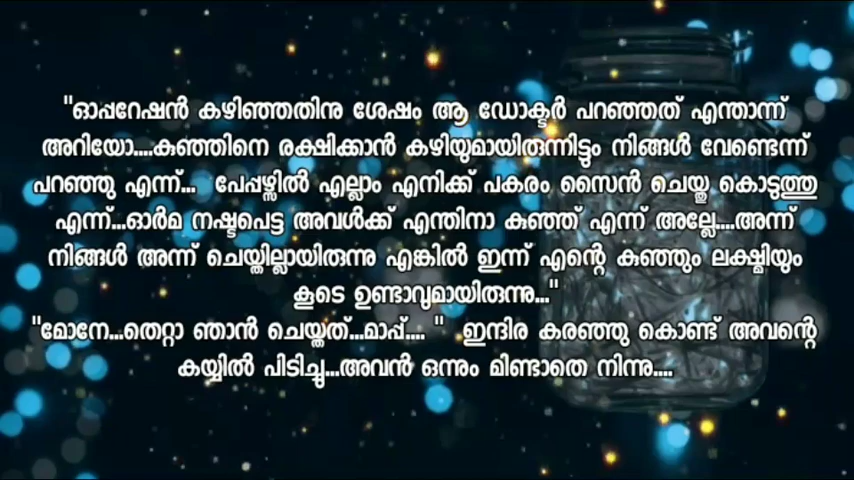 "ഓപ്പറേഷൻ കഴിഞ്ഞതിനു ശേഷം ആ ഡോക്ടർ പറഞ്ഞത് എന്താന്ന്
അറിയോ....കുഞ്ഞിനെ രക്ഷിക്കാൻ കഴിയുമായിരുന്നിട്ടും നിങ്ങൾ വേണ്ടെന്ന്
പറഞ്ഞു എന്ന്... പേപ്പഴ്സിൽ എല്ലാം എനിക്ക് പകരം സൈൻ ചെയ്തു കൊടുത്തു
എന്ന്...ഓർമ നഷ്ടപെട്ട അവൾക്ക് എന്തിനാ കുഞ്ഞ് എന്ന് അല്ലേ....അന്ന്
നിങ്ങൾ അന്ന് ചെയ്തില്ലായിരുന്നു എങ്കിൽ ഇന്ന് എന്റെ കുഞ്ഞും ലക്ഷ്മിയും
കൂടെ ഉണ്ടാവുമായിരുന്നു..."
"മോനേ...തെറ്റാ ഞാൻ ചെയ്തത്...മാപ്പ്.... " ഇന്ദിര കരഞ്ഞു കൊണ്ട് അവന്റെ
കയ്യിൽ പിടിച്ചു...അവൻ ഒന്നും മിണ്ടാതെ നിന്നു....